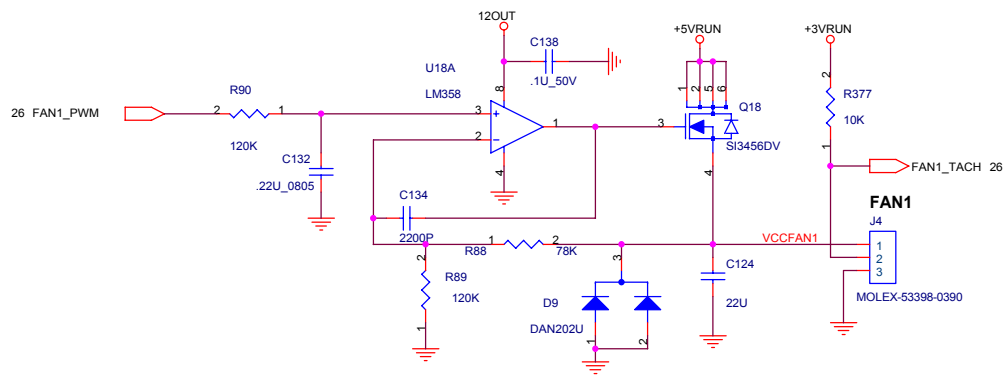 12OUT
C138
.1U_50V
+5VRUN
+3VRUN
U18A
LM358
8
1
2
5
6
2
R90
R377
10K
26 FAN1_PWM
2
1
3
+
2
-
1
3
Q18
SI3456DV
120K
C132
.22U_0805
4
4
1
FAN1_TACH 26
C134
2200P
FAN1
J4
R88
1
2
78K
VCCFAN1
1
2
3
2
R89
120K
1
3
C124
22U
MOLEX-53398-0390
D9
DAN202U
1
2